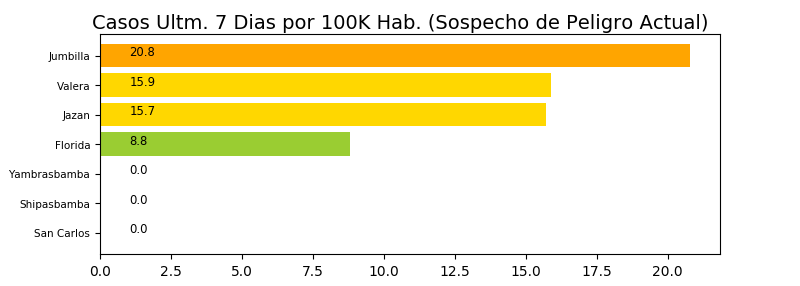 Casos Ultm. 7 Dias por 100K Hab. (Sospecho de Peligro Actual)
Jumbilla 20.8
Valera 15.9
Jazan 15.7
Florida 8.8
Yambrasbamba 0.0
Shipasbamba 0.0
San Carlos 0.0
0.0 2.5 5.0 7.5 10.0 12.5 15.0 17.5 20.0